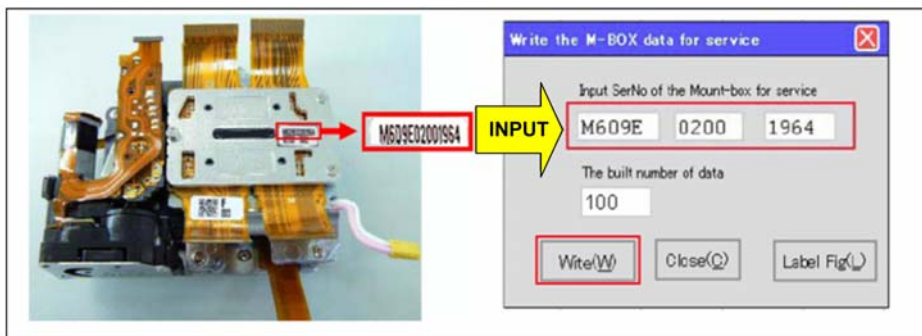 M609E02001964
INPUT
Write the M-BOX data for service
Input SerNo of the Mount-box for service
M609E 0200 1964
The built number of data
100
Write(W) Close(C) Label Fig(L)